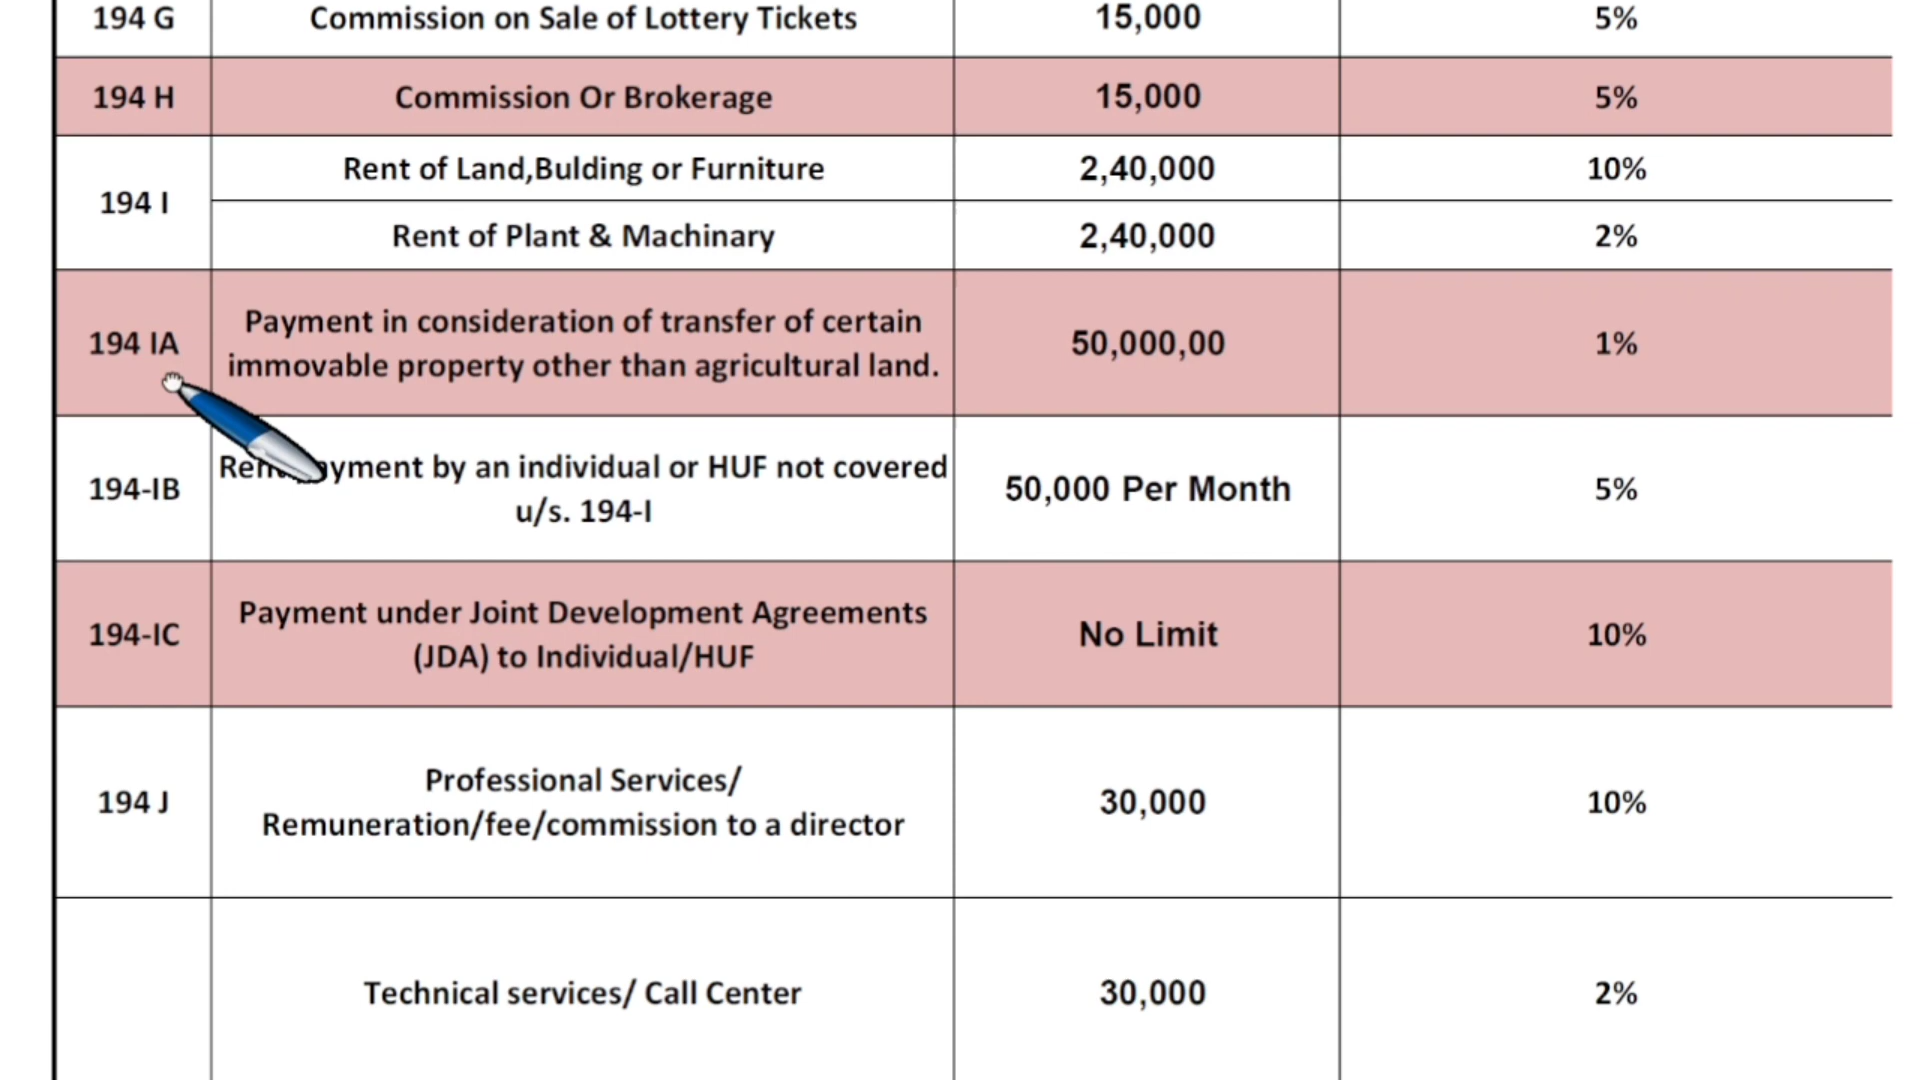 194 G Commission on Sale of Lottery Tickets 15,000 5%
194 H Commission Or Brokerage 15,000 5%
194 I
Rent of Land,Bulding or Furniture 2,40,000 10%
Rent of Plant & Machinary 2,40,000 2%
194 IA
Payment in consideration of transfer of certain
immovable property other than agricultural land.
50,000,00 1%
194-IB
by an individual or HUF not covered
u/s. 194-I
50,000 Per Month 5%
194-IC
Payment under Joint Development Agreements
(JDA) to Individual/HUF
No Limit 10%
194 J
Professional Services/
Remuneration/fee/commission to a director
30,000 10%
Technical services/ Call Center 30,000 2%